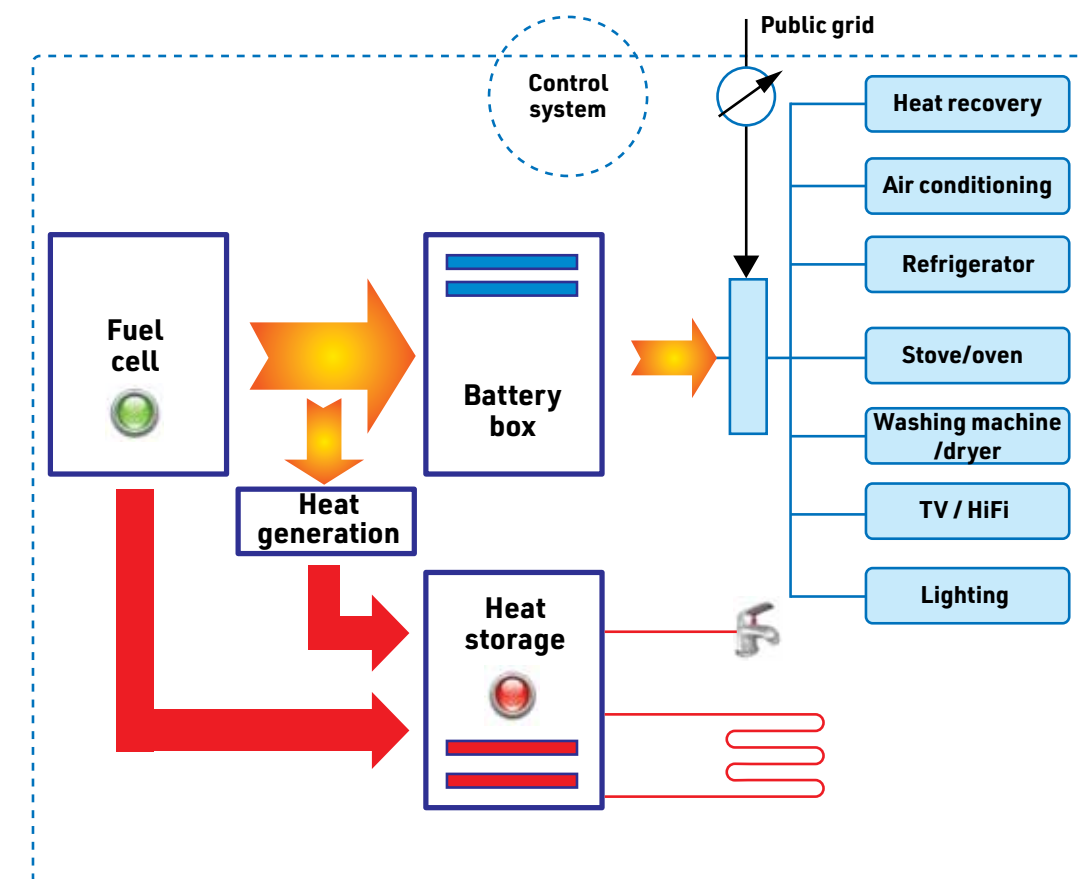 Public grid
Control
system
Heat recovery
Air conditioning
Refrigerator
Fuel
cell
Stove/oven
Battery
box
Washing machine
/dryer
Heat
generation
TV / HiFi
Heat
storage
Lighting